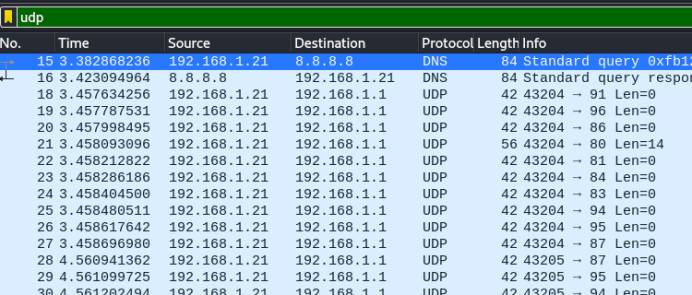 udp
No. Time Source Destination Protocol Length Info
15 3.382868236 192.168.1.21 8.8.8.8 DNS 84 Standard query 0xfb12
16 3.423094964 8.8.8.8 192.168.1.21 DNS 84 Standard query respon
18 3.457634256 192.168.1.21 192.168.1.1 UDP 42 43204 → 91 Len=0
19 3.457787531 192.168.1.21 192.168.1.1 UDP 42 43204 → 96 Len=0
20 3.457998495 192.168.1.21 192.168.1.1 UDP 42 43204 → 86 Len=0
21 3.458093096 192.168.1.21 192.168.1.1 UDP 56 43204 → 80 Len=14
22 3.458212822 192.168.1.21 192.168.1.1 UDP 42 43204 → 81 Len=0
23 3.458286186 192.168.1.21 192.168.1.1 UDP 42 43204 → 84 Len=0
24 3.458404500 192.168.1.21 192.168.1.1 UDP 42 43204 → 83 Len=0
25 3.458480511 192.168.1.21 192.168.1.1 UDP 42 43204 → 94 Len=0
26 3.458617642 192.168.1.21 192.168.1.1 UDP 42 43204 → 95 Len=0
27 3.458696980 192.168.1.21 192.168.1.1 UDP 42 43204 → 87 Len=0
28 4.560941362 192.168.1.21 192.168.1.1 UDP 42 43205 → 87 Len=0
29 4.561099725 192.168.1.21 192.168.1.1 UDP 42 43205 → 95 Len=0
30 4.561202494 192.168.1.21 192.168.1.1 UDP 42 43205 → 94 Len=0